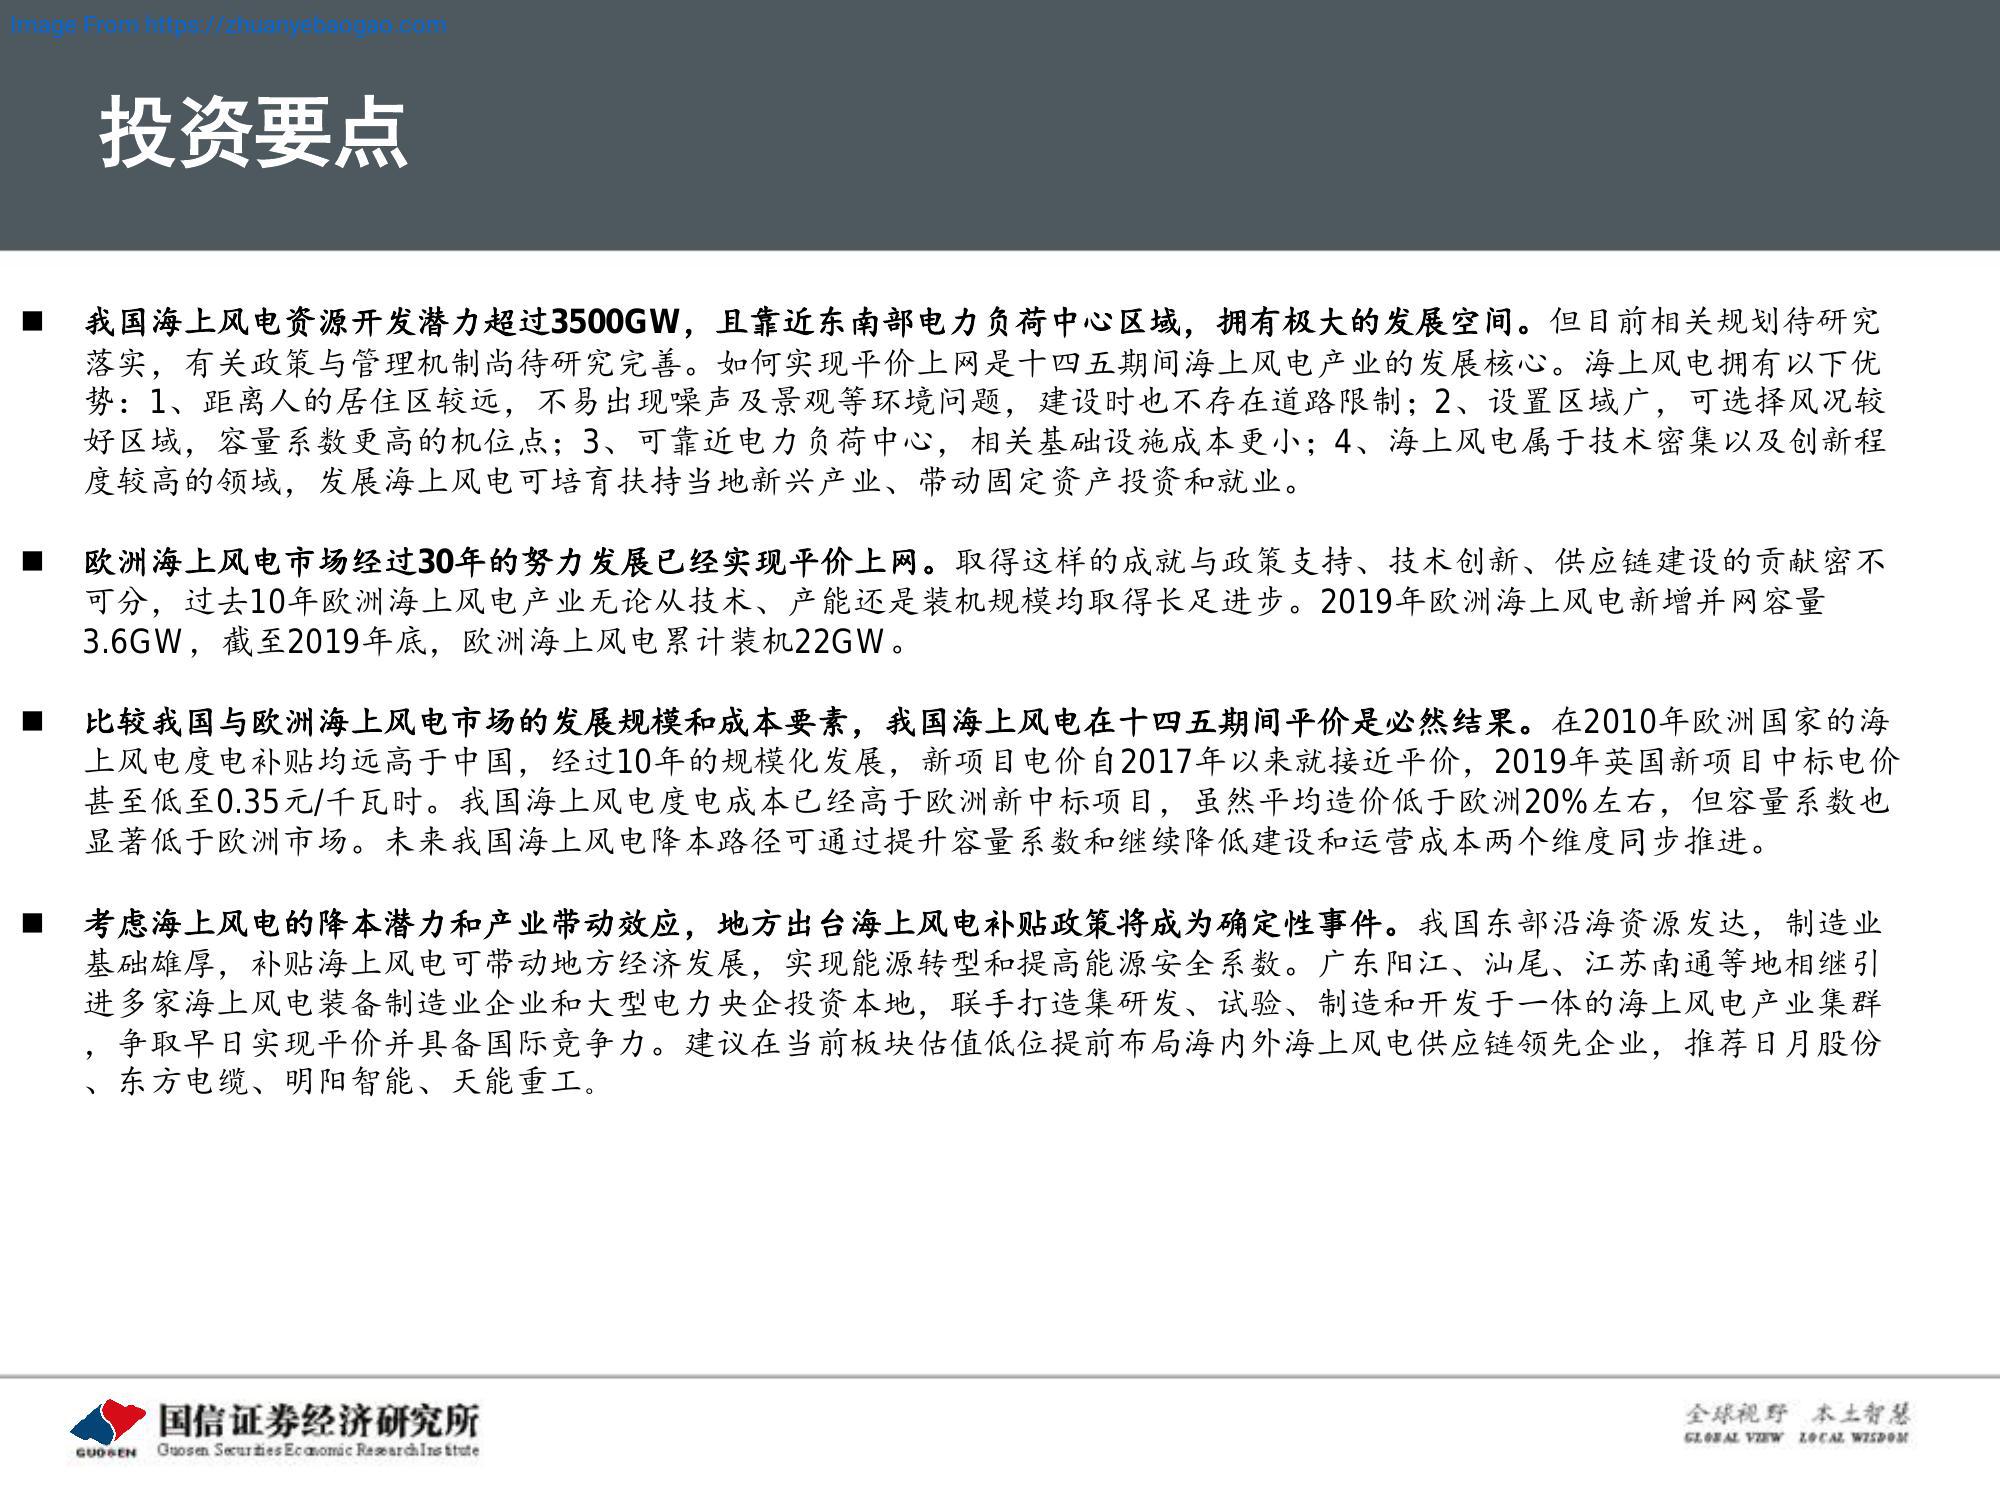 Image From https://zhuanyebaogao.com
投资要点
■ 我国海上风电资源开发潜力超过3500GW，且靠近东南部电力负荷中心区域，拥有极大的发展空间。但目前相关规划待研究
落实，有关政策与管理机制尚待研究完善。如何实现平价上网是十四五期间海上风电产业的发展核心。海上风电拥有以下优
势：1、距离人的居住区较远，不易出现噪声及景观等环境问题，建设时也不存在道路限制；2、设置区域广，可选择风况较
好区域，容量系数更高的机位点；3、可靠近电力负荷中心，相关基础设施成本更小；4、海上风电属于技术密集以及创新程
度较高的领域，发展海上风电可培育扶持当地新兴产业、带动固定资产投资和就业。
■ 欧洲海上风电市场经过30年的努力发展已经实现平价上网。取得这样的成就与政策支持、技术创新、供应链建设的贡献密不
可分，过去10年欧洲海上风电产业无论从技术、产能还是装机规模均取得长足进步。2019年欧洲海上风电新增并网容量
3.6GW，截至2019年底，欧洲海上风电累计装机22GW。
■ 比较我国与欧洲海上风电市场的发展规模和成本要素，我国海上风电在十四五期间平价是必然结果。在2010年欧洲国家的海
上风电度电补贴均远高于中国，经过10年的规模化发展，新项目电价自2017年以来就接近平价，2019年英国新项目中标电价
甚至低至0.35元/千瓦时。我国海上风电度电成本已经高于欧洲新中标项目，虽然平均造价低于欧洲20%左右，但容量系数也
显著低于欧洲市场。未来我国海上风电降本路径可通过提升容量系数和继续降低建设和运营成本两个维度同步推进。
■ 考虑海上风电的降本潜力和产业带动效应，地方出台海上风电补贴政策将成为确定性事件。我国东部沿海资源发达，制造业
基础雄厚，补贴海上风电可带动地方经济发展，实现能源转型和提高能源安全系数。广东阳江、汕尾、江苏南通等地相继引
进多家海上风电装备制造业企业和大型电力央企投资本地，联手打造集研发、试验、制造和开发于一体的海上风电产业集群
，争取早日实现平价并具备国际竞争力。建议在当前板块估值低位提前布局海内外海上风电供应链领先企业，推荐日月股份
、东方电缆、明阳智能、天能重工。
GUOSEN
国信证券经济研究所
Guosen Securities Economic Research Institute
全球视野 本土智慧
GLOBAL VIEW LOCAL WISDOM